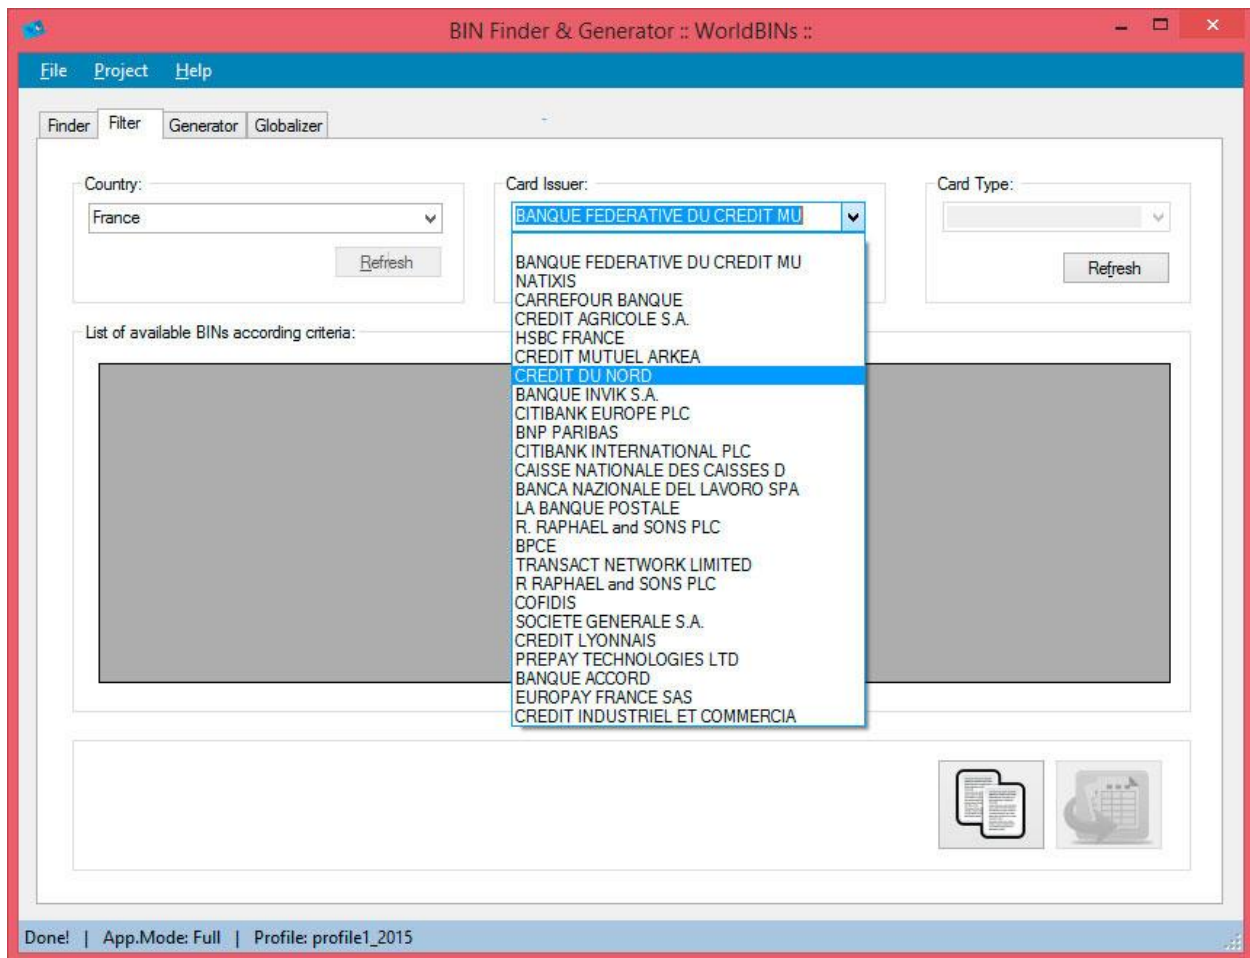 BIN Finder & Generator :: WorldBINs ::
File Project Help
Finder Filter Generator Globalizer
Country:
France
Refresh
Card Issuer:
BANQUE FEDERATIVE DU CREDIT MU
BANQUE FEDERATIVE DU CREDIT MU
NATIXIS
CARREFOUR BANQUE
CREDIT AGRICOLE S.A.
HSBC FRANCE
CREDIT MUTUEL ARKEA
CREDIT DU NORD
BANQUE INVIK S.A.
CITIBANK EUROPE PLC
BNP PARIBAS
CITIBANK INTERNATIONAL PLC
CAISSE NATIONALE DES CAISSES D
BANCA NAZIONALE DEL LAVORO SPA
LA BANQUE POSTALE
R. RAPHAEL and SONS PLC
BPCE
TRANSACT NETWORK LIMITED
R RAPHAEL and SONS PLC
COFIDIS
SOCIETE GENERALE S.A.
CREDIT LYONNAIS
PREPAY TECHNOLOGIES LTD
BANQUE ACCORD
EUROPAY FRANCE SAS
CREDIT INDUSTRIEL ET COMMERCIA
Card Type:
Refresh
List of available BINs according criteria:
Done! | App.Mode: Full | Profile: profile1_2015